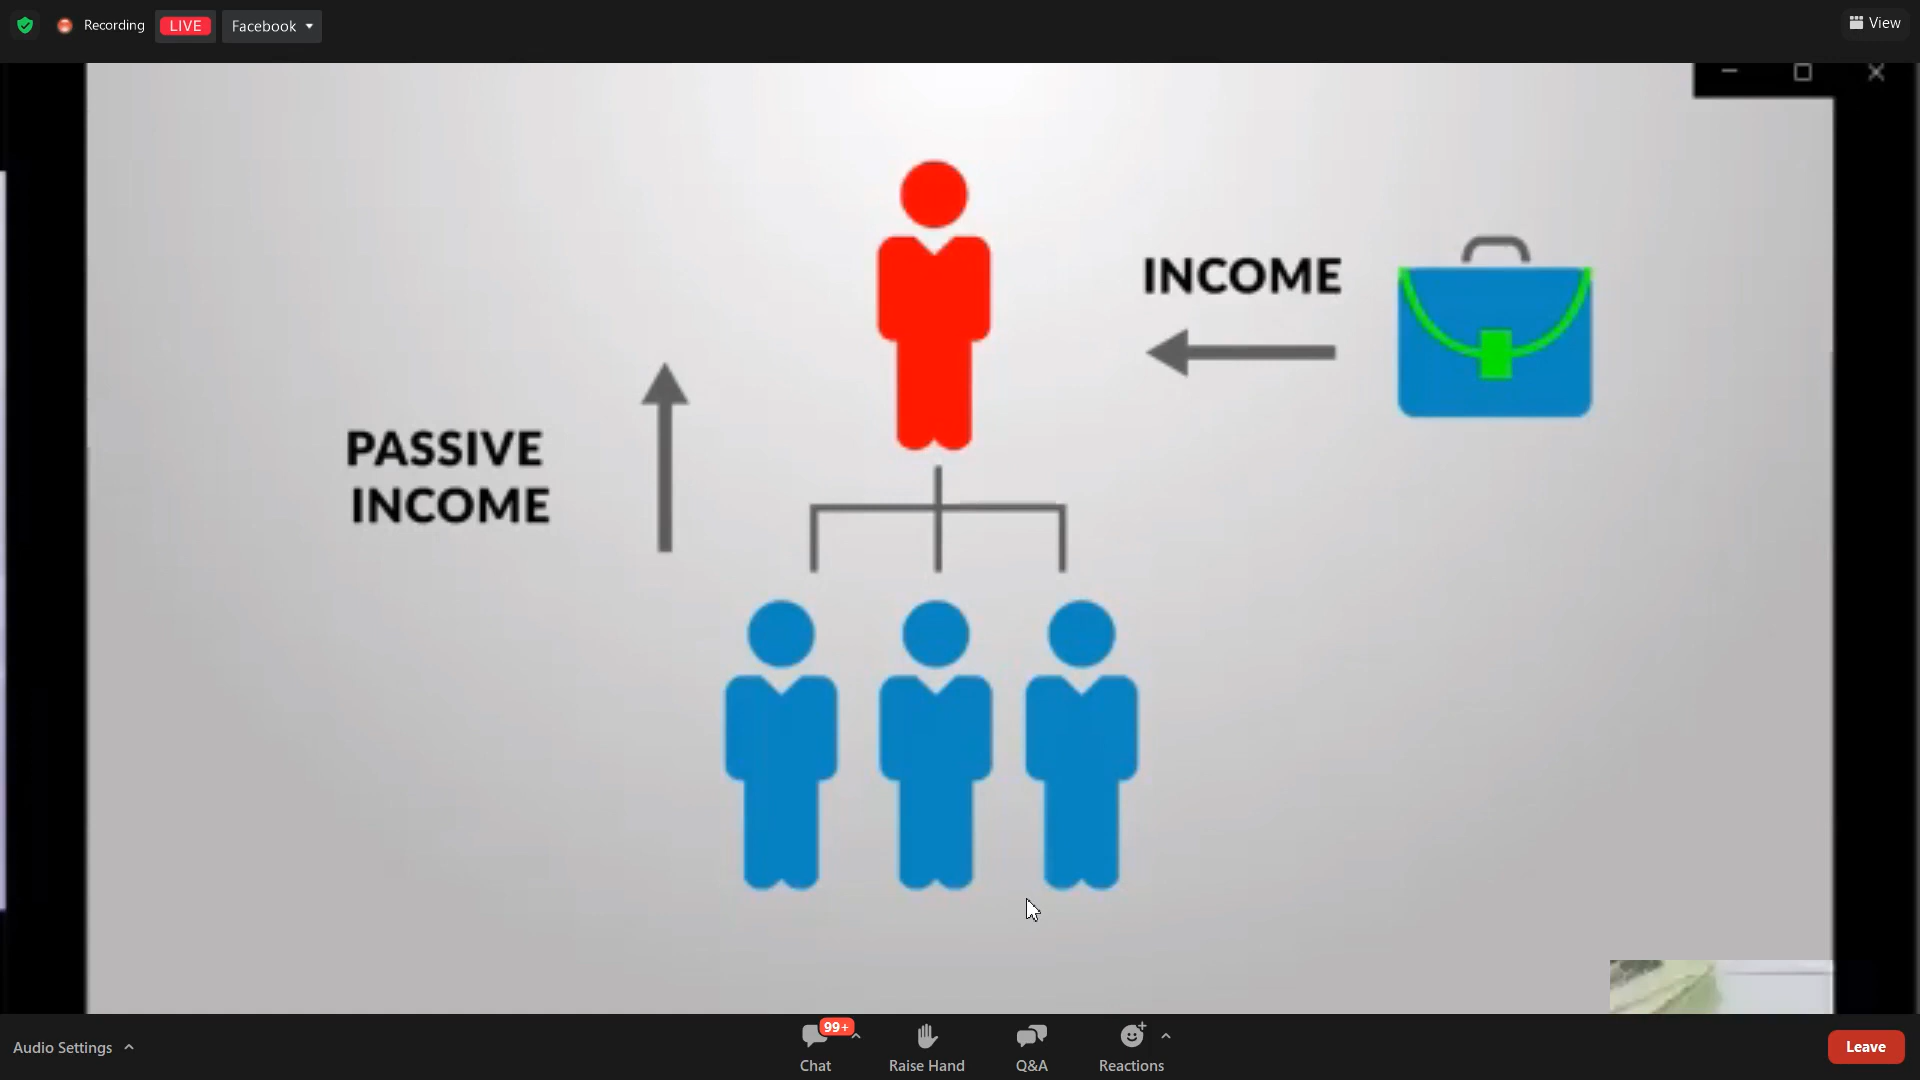 Recording
LIVE
Facebook
View
INCOME
PASSIVE
INCOME
Audio Settings
99+
Chat
Raise Hand
Q&A
Reactions
Leave